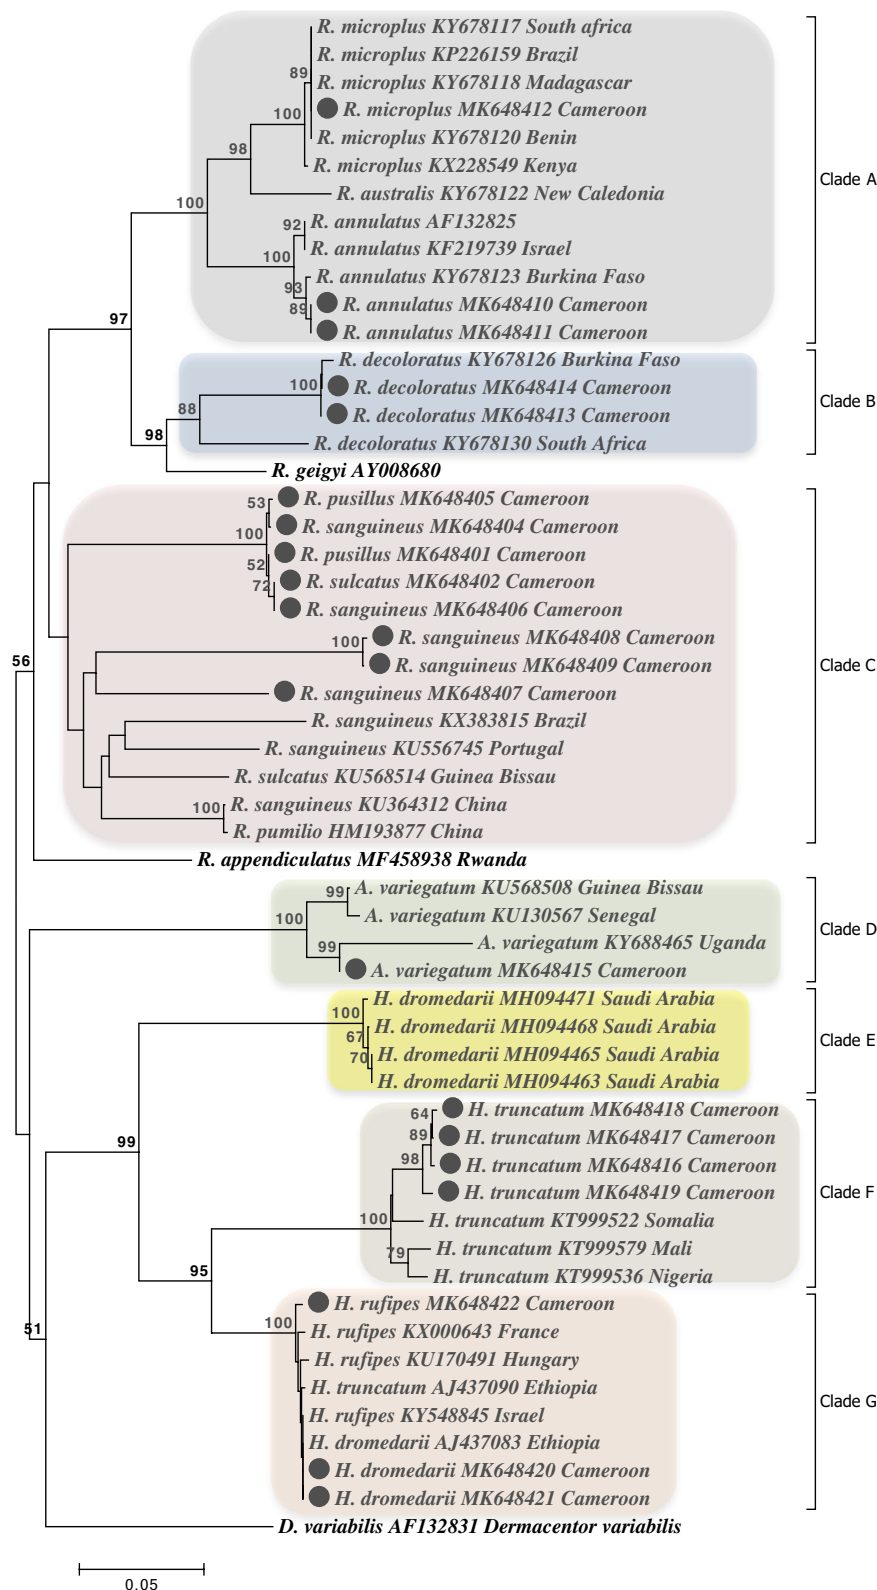 R. microplus KY678117 South africa
R. microplus KP226159 Brazil
89
R. microplus KY678118 Madagascar
100
R. microplus MK648412 Cameroon
R. microplus KY678120 Benin
98
R. microplus KX228549 Kenya
Clade A
R. australis KY678122 New Caledonia
100
92
R. annulatus AF132825
R. annulatus KF219739 Israel
100
R. annulatus KY678123 Burkina Faso
93
R. annulatus MK648410 Cameroon
89
97
R. annulatus MK648411 Cameroon
R. decoloratus KY678126 Burkina Faso
100
R. decoloratus MK648414 Cameroon
Clade B
88
R. decoloratus MK648413 Cameroon
98
R. decoloratus KY678130 South Africa
R. geigyi AY008680
53
R. pusillus MK648405 Cameroon
R. sanguineus MK648404 Cameroon
100
R. pusillus MK648401 Cameroon
52
R. sulcatus MK648402 Cameroon
72
R. sanguineus MK648406 Cameroon
100
R. sanguineus MK648408 Cameroon
56
R. sanguineus MK648409 Cameroon
Clade C
R. sanguineus MK648407 Cameroon
R. sanguineus KX383815 Brazil
R. sanguineus KU556745 Portugal
R. sulcatus KU568514 Guinea Bissau
100
R. sanguineus KU364312 China
R. pumilio HM193877 China
R. appendiculatus MF458938 Rwanda
99
A. variegatum KU568508 Guinea Bissau
100
A. variegatum KU130567 Senegal
Clade D
99
A. variegatum KY688465 Uganda
A. variegatum MK648415 Cameroon
H. dromedarii MH094471 Saudi Arabia
100
H. dromedarii MH094468 Saudi Arabia
67
Clade E
H. dromedarii MH094465 Saudi Arabia
70
H. dromedarii MH094463 Saudi Arabia
64
H. truncatum MK648418 Cameroon
89
H. truncatum MK648417 Cameroon
99
98
H. truncatum MK648416 Cameroon
H. truncatum MK648419 Cameroon
Clade F
100
H. truncatum KT999522 Somalia
79
H. truncatum KT999579 Mali
95
H. truncatum KT999536 Nigeria
H. rufipes MK648422 Cameroon
100
51
H. rufipes KX000643 France
H. rufipes KU170491 Hungary
H. truncatum AJ437090 Ethiopia
Clade G
H. rufipes KY548845 Israel
H. dromedarii AJ437083 Ethiopia
H. dromedarii MK648420 Cameroon
H. dromedarii MK648421 Cameroon
D. variabilis AF132831 Dermacentor variabilis
0.05